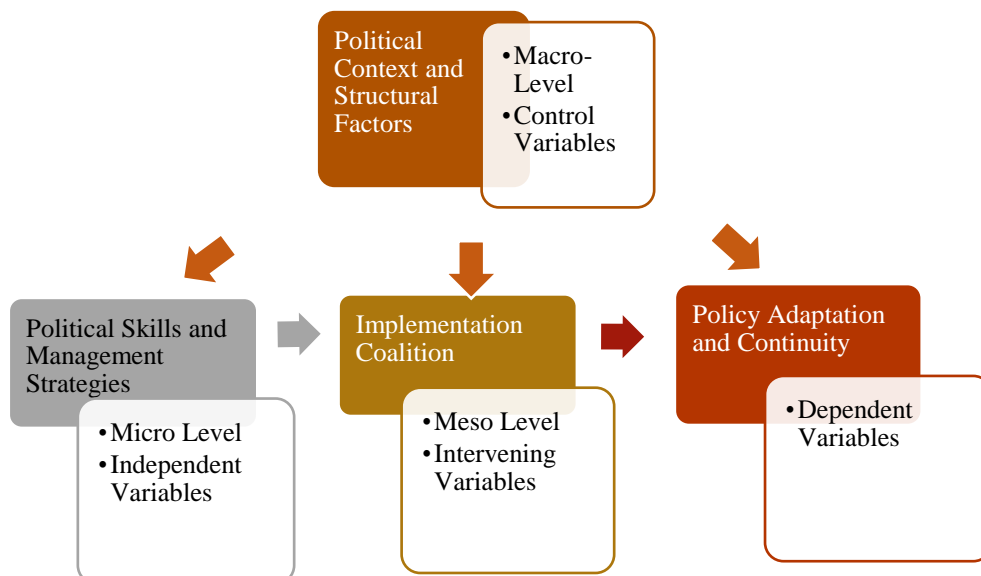 Political
Context and
Structural
Factors
•Macro-
Level
•Control
Variables
Political Skills and
Management
Strategies
•Micro Level
•Independent
Variables
Implementation
Coalition
•Meso Level
•Intervening
Variables
Policy Adaptation
and Continuity
•Dependent
Variables